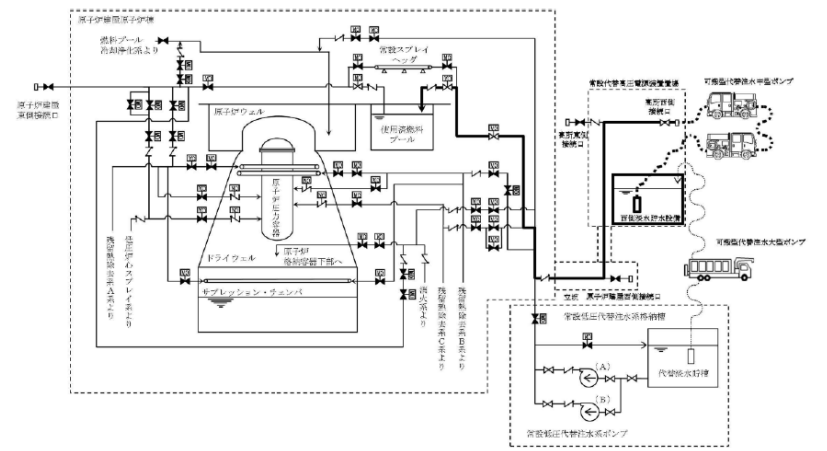 原子炉建屋原子炉棟
燃料プール
冷却浄化系より
常設スプレイ
ヘッダ
原子炉建屋
東側接続口
原子炉ウェル
使用済燃料
プール
常設代替高圧電源装置置場
可搬型代替注水中型ポンプ
高所西側
接続口
高所東側
接続口
原子炉圧力容器
西側淡水貯水設備
可搬型代替注水大型ポンプ
原子炉
格納容器下部へ
ドライウェル
サプレッション・チェンバ
残留熱除去系A系より
低圧炉心スプレイ系より
消火系より
残留熱除去系C系より
残留熱除去系B系より
原子炉建屋西側接続口
常設低圧代替注水系格納槽
代替淡水貯槽
(A)
(B)
常設低圧代替注水系ポンプ